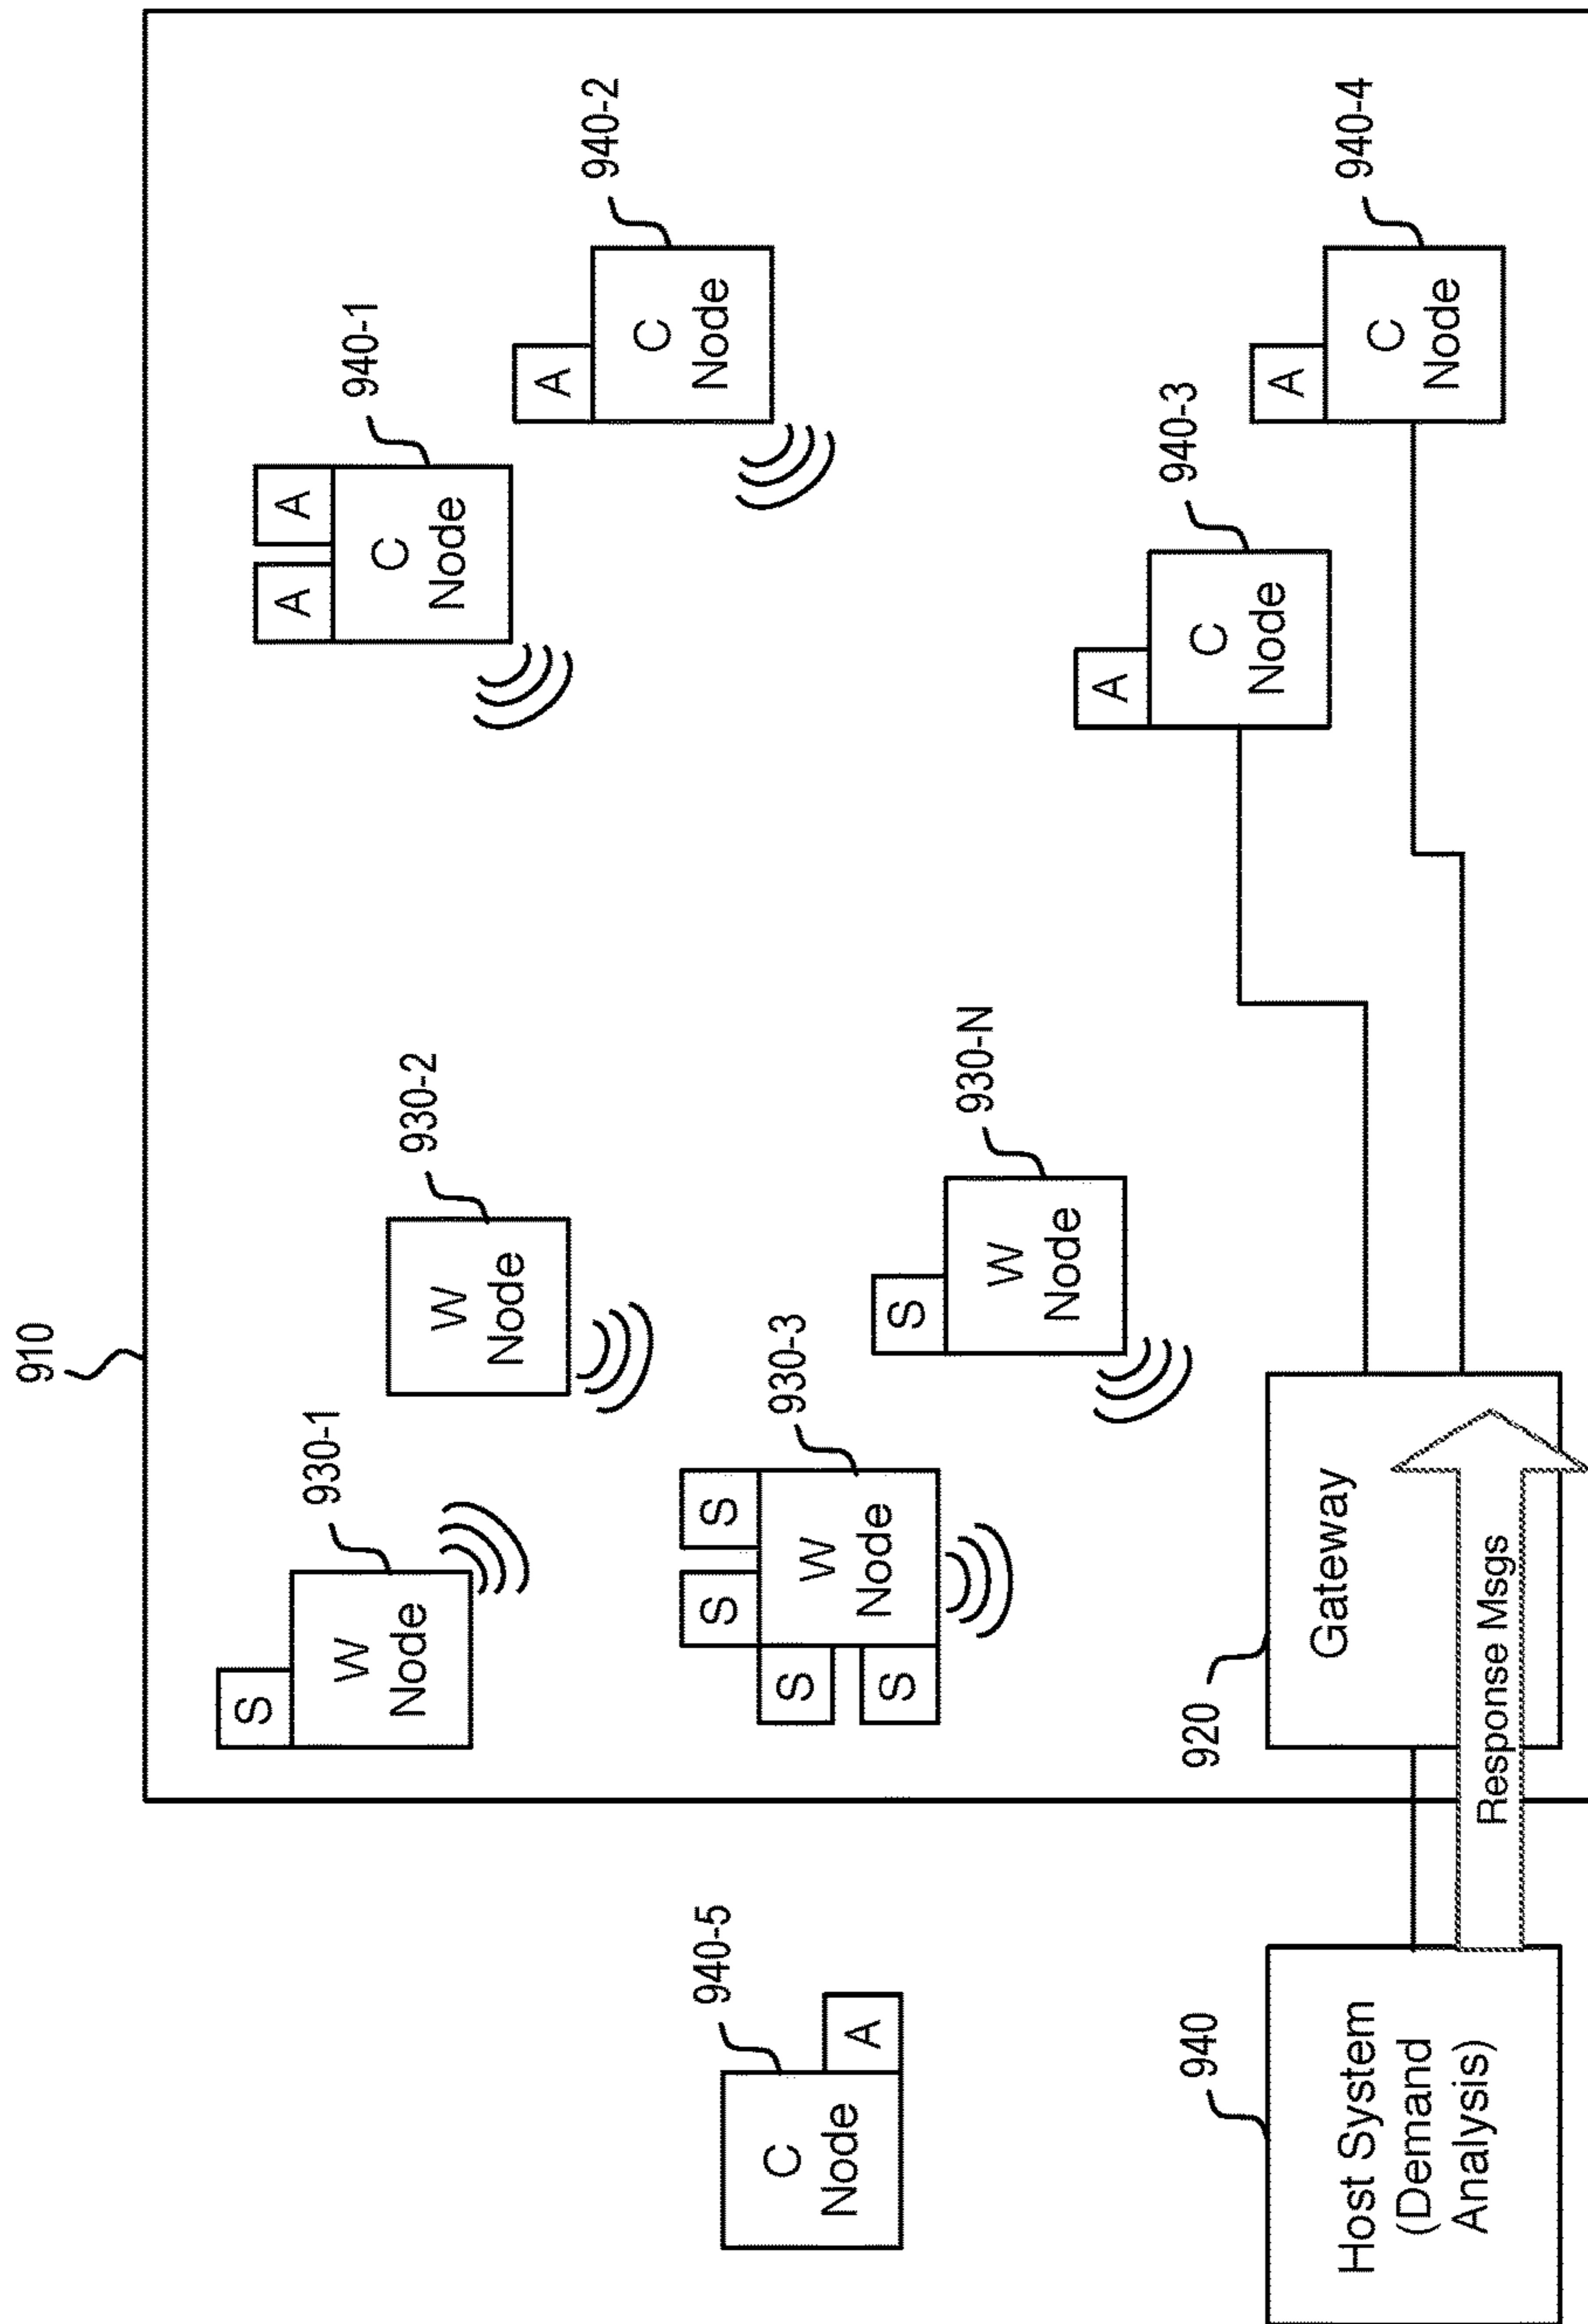 910
930-1
S
W
Node
930-2
W
Node
940-1
A
A
C
Node
940-2
A
C
Node
940-5
C
Node
A
930-3
S
S
S
S
W
Node
930-N
S
W
Node
940-3
A
C
Node
940-4
A
C
Node
940
Host System
(Demand
Analysis)
920
Gateway
Response Msgs